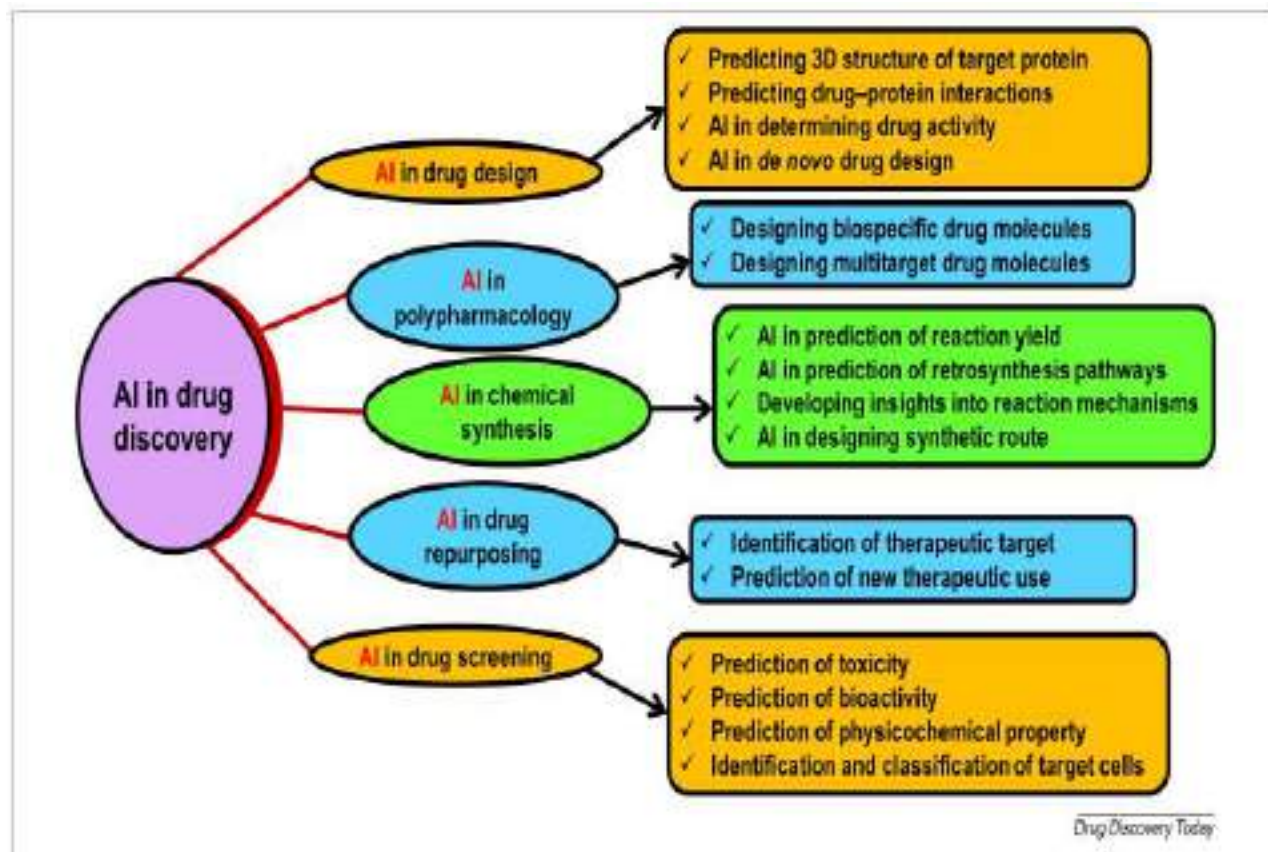 AI in drug
discovery
AI in drug design
✓ Predicting 3D structure of target protein
✓ Predicting drug–protein interactions
✓ AI in determining drug activity
✓ AI in de novo drug design
AI in
polypharmacology
✓ Designing biospecific drug molecules
✓ Designing multitarget drug molecules
AI in chemical
synthesis
✓ AI in prediction of reaction yield
✓ AI in prediction of retrosynthesis pathways
✓ Developing insights into reaction mechanisms
✓ AI in designing synthetic route
AI in drug
repurposing
✓ Identification of therapeutic target
✓ Prediction of new therapeutic use
AI in drug screening
✓ Prediction of toxicity
✓ Prediction of bioactivity
✓ Prediction of physicochemical property
✓ Identification and classification of target cells
Drug Discovery Today